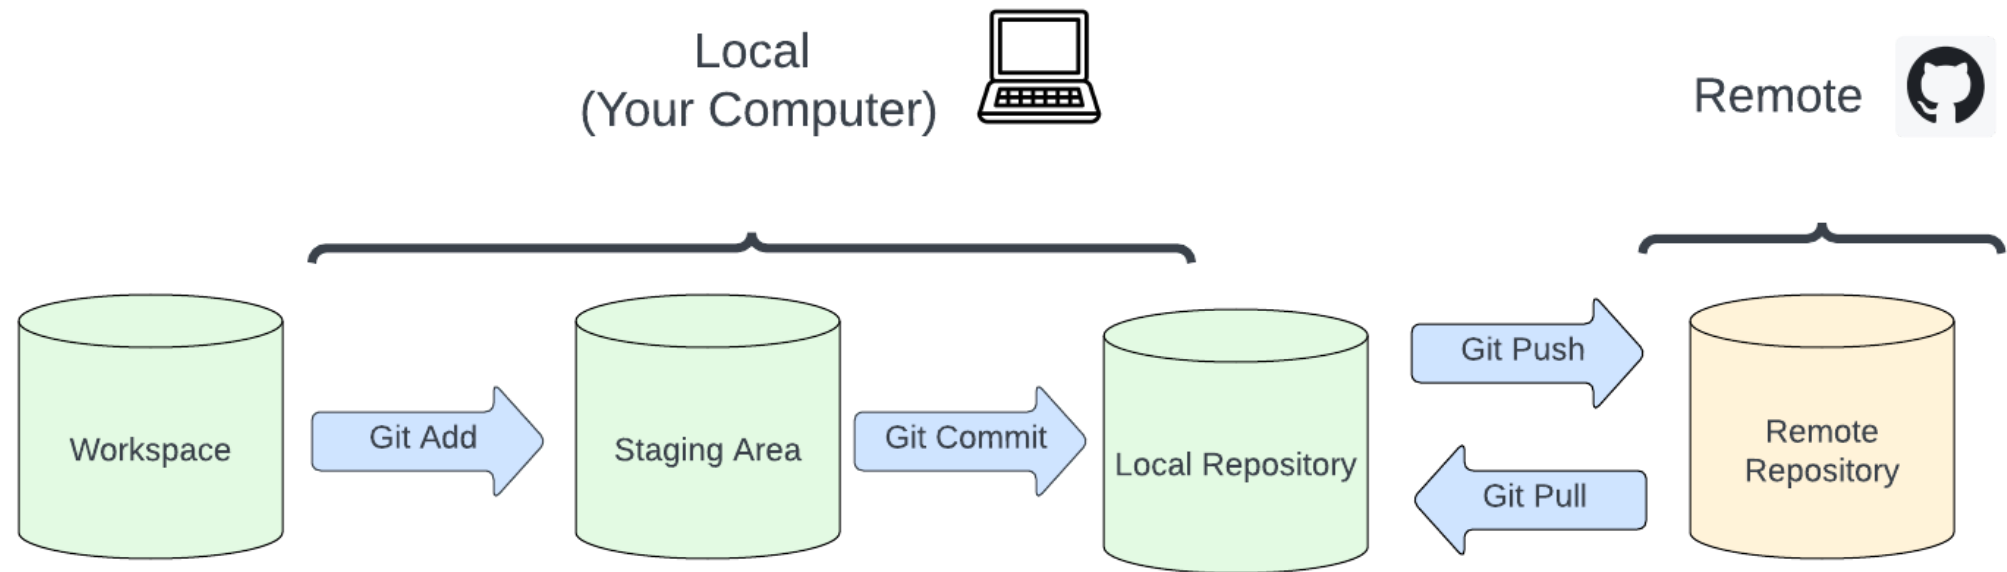 Local
(Your Computer)
Remote
Workspace
Git Add
Staging Area
Git Commit
Local Repository
Git Push
Git Pull
Remote
Repository